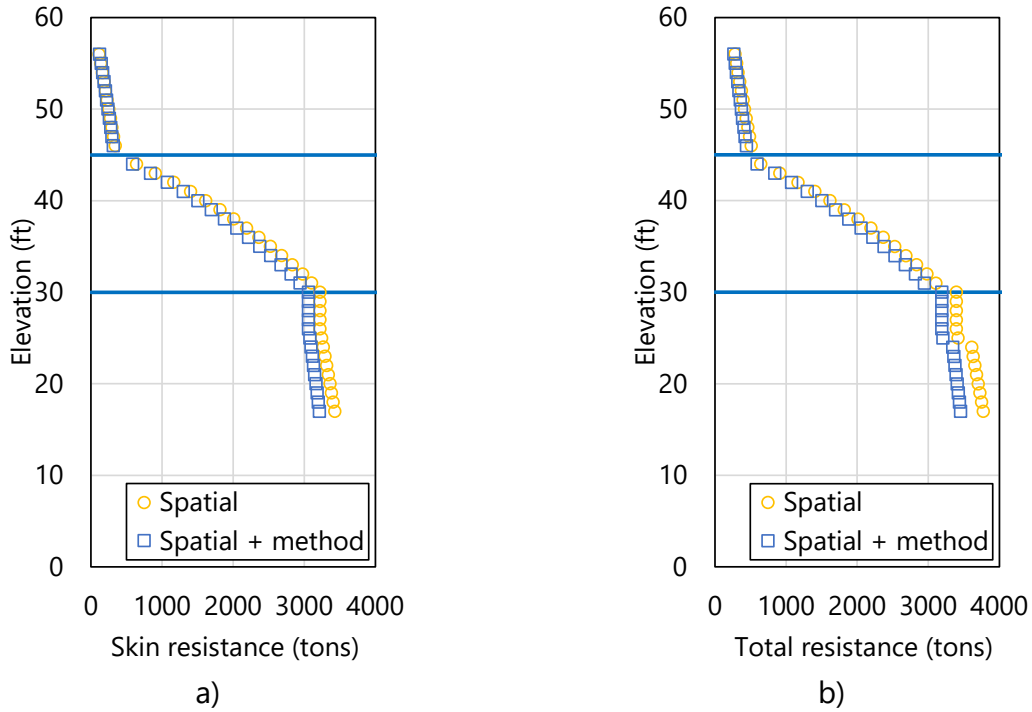 60
50
40
30
20
10
0
Elevation (ft)
Spatial
Spatial + method
0 1000 2000 3000 4000
Skin resistance (tons)
a)
60
50
40
30
20
10
0
Elevation (ft)
Spatial
Spatial + method
0 1000 2000 3000 4000
Total resistance (tons)
b)